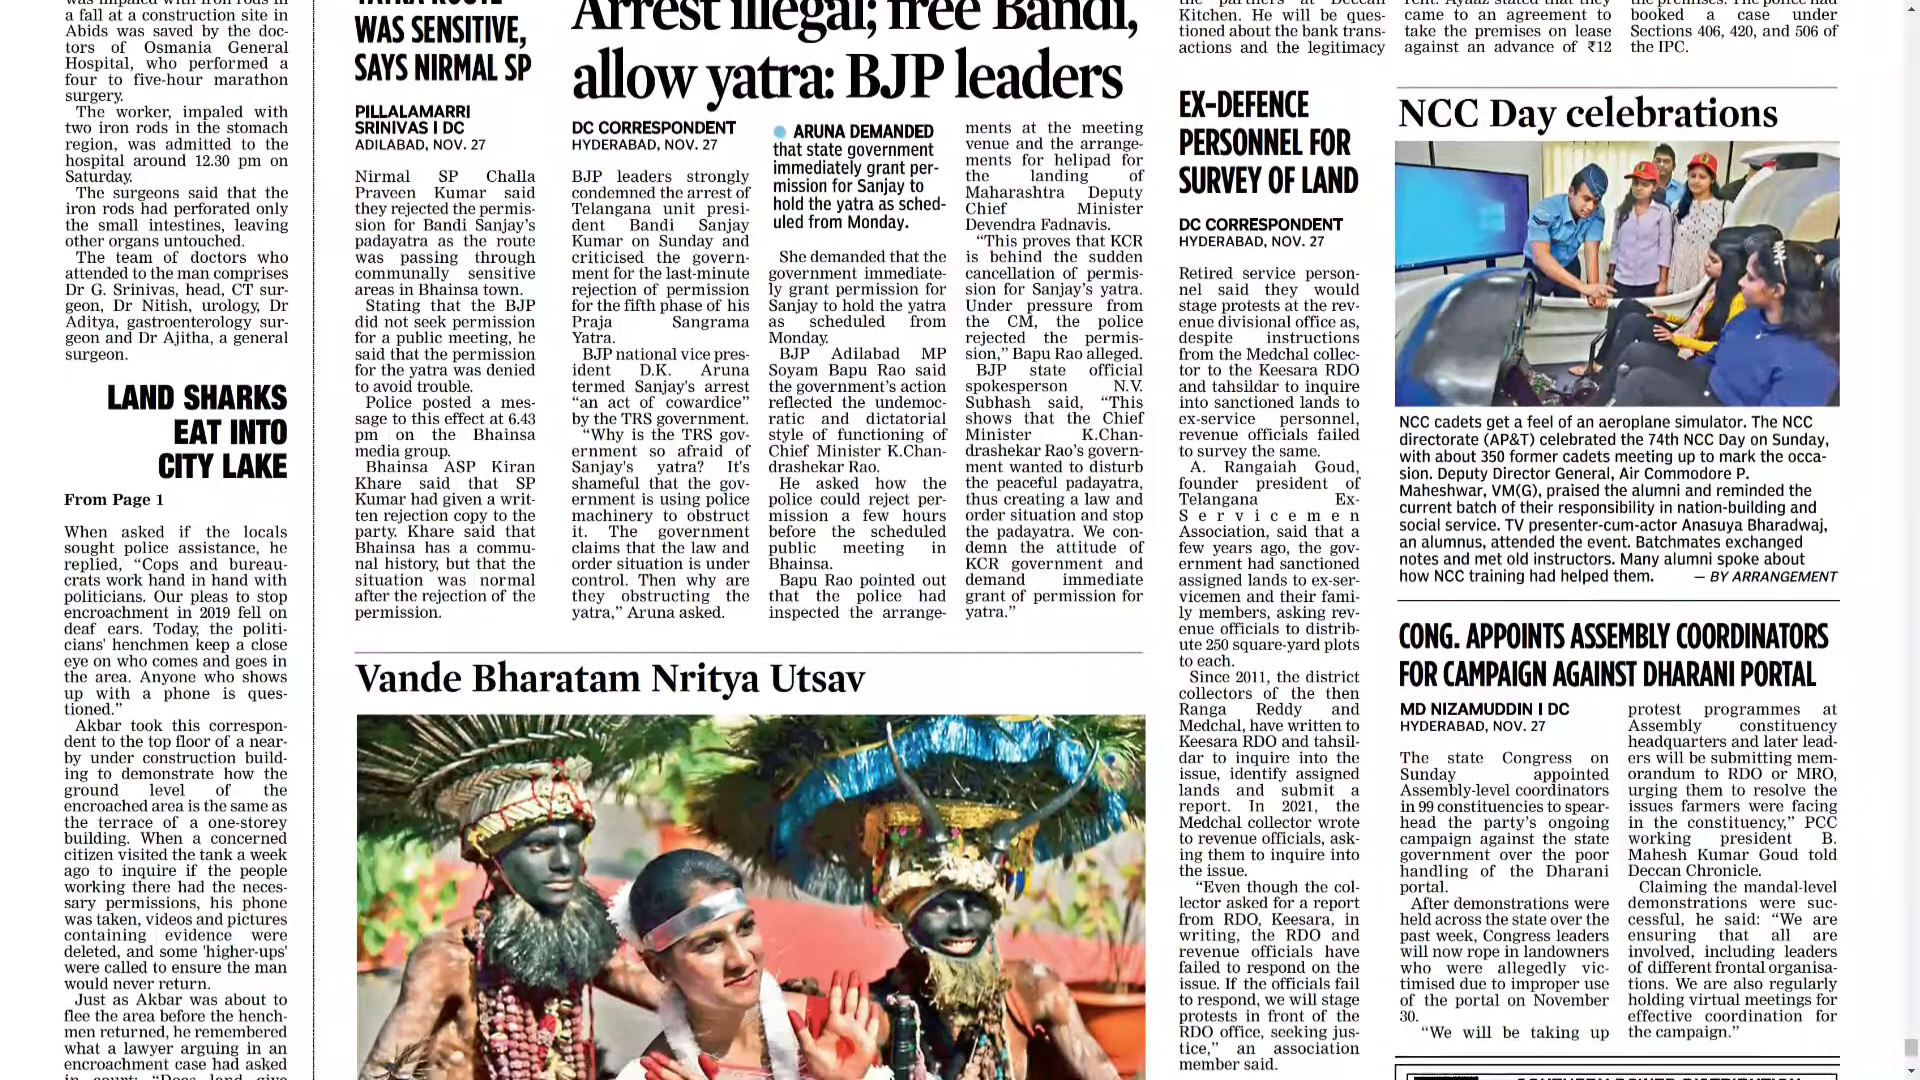 was impaled with iron rods in
a fall at a construction site in
Abids was saved by the doc-
tors of Osmania General
Hospital, who performed a
four to five-hour marathon
surgery.
The worker, impaled with
two iron rods in the stomach
region, was admitted to the
hospital around 12.30 pm on
Saturday.
The surgeons said that the
iron rods had perforated only
the small intestines, leaving
other organs untouched.
The team of doctors who
attended to the man comprises
Dr G. Srinivas, head, CT sur-
geon, Dr Nitish, urology, Dr
Aditya, gastroenterology sur-
geon and Dr Ajitha, a general
surgeon.
LAND SHARKS
EAT INTO
CITY LAKE
From Page 1
When asked if the locals
sought police assistance, he
replied, “Cops and bureau-
crats work hand in hand with
politicians. Our pleas to stop
encroachment in 2019 fell on
deaf ears. Today, the politi-
cians' henchmen keep a close
eye on who comes and goes in
the area. Anyone who shows
up with a phone is ques-
tioned.”
Akbar took this correspon-
dent to the top floor of a near-
by under construction build-
ing to demonstrate how the
ground level of the
encroached area is the same as
the terrace of a one-storey
building. When a concerned
citizen visited the tank a week
ago to inquire if the people
working there had the neces-
sary permissions, his phone
was taken, videos and pictures
containing evidence were
deleted, and some 'higher-ups'
were called to ensure the man
would never return.
Just as Akbar was about to
flee the area before the hench-
men returned, he remembered
what a lawyer arguing in an
encroachment case had asked
in court: “Does land give
YATRA ROUTE
WAS SENSITIVE,
SAYS NIRMAL SP
PILLALAMARRI
SRINIVAS I DC
ADILABAD, NOV. 27
Nirmal SP Challa
Praveen Kumar said
they rejected the permis-
sion for Bandi Sanjay’s
padayatra as the route
was passing through
communally sensitive
areas in Bhainsa town.
Stating that the BJP
did not seek permission
for a public meeting, he
said that the permission
for the yatra was denied
to avoid trouble.
Police posted a mes-
sage to this effect at 6.43
pm on the Bhainsa
media group.
Bhainsa ASP Kiran
Khare said that SP
Kumar had given a writ-
ten rejection copy to the
party. Khare said that
Bhainsa has a commu-
nal history, but that the
situation was normal
after the rejection of the
permission.
Arrest illegal; free Bandi,
allow yatra: BJP leaders
DC CORRESPONDENT
HYDERABAD, NOV. 27
BJP leaders strongly
condemned the arrest of
Telangana unit presi-
dent Bandi Sanjay
Kumar on Sunday and
criticised the govern-
ment for the last-minute
rejection of permission
for the fifth phase of his
Praja Sangrama
Yatra.
BJP national vice pres-
ident D.K. Aruna
termed Sanjay's arrest
“an act of cowardice”
by the TRS government.
“Why is the TRS gov-
ernment so afraid of
Sanjay's yatra? It's
shameful that the gov-
ernment is using police
machinery to obstruct
it. The government
claims that the law and
order situation is under
control. Then why are
they obstructing the
yatra,” Aruna asked.
ARUNA DEMANDED
that state government
immediately grant per-
mission for Sanjay to
hold the yatra as sched-
uled from Monday.
She demanded that the
government immediate-
ly grant permission for
Sanjay to hold the yatra
as scheduled from
Monday.
BJP Adilabad MP
Soyam Bapu Rao said
the government's action
reflected the undemoc-
ratic and dictatorial
style of functioning of
Chief Minister K.Chan-
drashekar Rao.
He asked how the
police could reject per-
mission a few hours
before the scheduled
public meeting in
Bhainsa.
Bapu Rao pointed out
that the police had
inspected the arrange-
ments at the meeting
venue and the arrange-
ments for helipad for
the landing of
Maharashtra Deputy
Chief Minister
Devendra Fadnavis.
“This proves that KCR
is behind the sudden
cancellation of permis-
sion for Sanjay’s yatra.
Under pressure from
the CM, the police
rejected the permis-
sion,” Bapu Rao alleged.
BJP state official
spokesperson N.V.
Subhash said, “This
shows that the Chief
Minister K.Chan-
drashekar Rao’s govern-
ment wanted to disturb
the peaceful padayatra,
thus creating a law and
order situation and stop
the padayatra. We con-
demn the attitude of
KCR government and
demand immediate
grant of permission for
yatra.”
Vande Bharatam Nritya Utsav
the partners at Deccan
Kitchen. He will be ques-
tioned about the bank trans-
actions and the legitimacy
rent. Ayaaz stated that they
came to an agreement to
take the premises on lease
against an advance of ₹12
the premises. The police had
booked a case under
Sections 406, 420, and 506 of
the IPC.
EX-DEFENCE
PERSONNEL FOR
SURVEY OF LAND
DC CORRESPONDENT
HYDERABAD, NOV. 27
Retired service person-
nel said they would
stage protests at the rev-
enue divisional office as,
despite instructions
from the Medchal collec-
tor to the Keesara RDO
and tahsildar to inquire
into sanctioned lands to
ex-service personnel,
revenue officials failed
to survey the same.
A. Rangaiah Goud,
founder president of
Telangana Ex-
Servicemen
Association, said that a
few years ago, the gov-
ernment had sanctioned
assigned lands to ex-ser-
vicemen and their fami-
ly members, asking rev-
enue officials to distrib-
ute 250 square-yard plots
to each.
Since 2011, the district
collectors of the then
Ranga Reddy and
Medchal, have written to
Keesara RDO and tahsil-
dar to inquire into the
issue, identify assigned
lands and submit a
report. In 2021, the
Medchal collector wrote
to revenue officials, ask-
ing them to inquire into
the issue.
“Even though the col-
lector asked for a report
from RDO, Keesara, in
writing, the RDO and
revenue officials have
failed to respond on the
issue. If the officials fail
to respond, we will stage
protests in front of the
RDO office, seeking jus-
tice,” an association
member said.
NCC Day celebrations
NCC cadets get a feel of an aeroplane simulator. The NCC
directorate (AP&T) celebrated the 74th NCC Day on Sunday,
with about 350 former cadets meeting up to mark the occa-
sion. Deputy Director General, Air Commodore P.
Maheshwar, VM(G), praised the alumni and reminded the
current batch of their responsibility in nation-building and
social service. TV presenter-cum-actor Anasuya Bharadwaj,
an alumnus, attended the event. Batchmates exchanged
notes and met old instructors. Many alumni spoke about
how NCC training had helped them. — BY ARRANGEMENT
CONG. APPOINTS ASSEMBLY COORDINATORS
FOR CAMPAIGN AGAINST DHARANI PORTAL
MD NIZAMUDDIN I DC
HYDERABAD, NOV. 27
The state Congress on
Sunday appointed
Assembly-level coordinators
in 99 constituencies to spear-
head the party’s ongoing
campaign against the state
government over the poor
handling of the Dharani
portal.
After demonstrations were
held across the state over the
past week, Congress leaders
will now rope in landowners
who were allegedly vic-
timised due to improper use
of the portal on November
30.
“We will be taking up
protest programmes at
Assembly constituency
headquarters and later lead-
ers will be submitting mem-
orandum to RDO or MRO,
urging them to resolve the
issues farmers were facing
in the constituency,” PCC
working president B.
Mahesh Kumar Goud told
Deccan Chronicle.
Claiming the mandal-level
demonstrations were suc-
cessful, he said: “We are
ensuring that all are
involved, including leaders
of different frontal organisa-
tions. We are also regularly
holding virtual meetings for
effective coordination for
the campaign.”